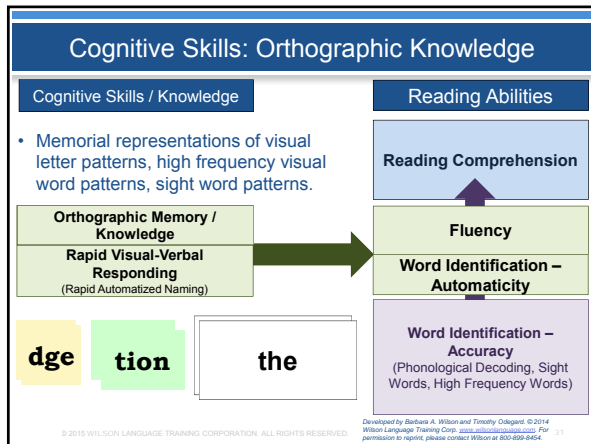 Cognitive Skills: Orthographic Knowledge
Cognitive Skills / Knowledge
• Memorial representations of visual
letter patterns, high frequency visual
word patterns, sight word patterns.
Orthographic Memory /
Knowledge
Rapid Visual-Verbal
Responding
(Rapid Automatized Naming)
dge
tion
the
Reading Abilities
Reading Comprehension
Fluency
Word Identification –
Automaticity
Word Identification –
Accuracy
(Phonological Decoding, Sight
Words, High Frequency Words)
© 2015 WILSON LANGUAGE TRAINING CORPORATION. ALL RIGHTS RESERVED.
Developed by Barbara A. Wilson and Timothy Odegard. © 2014
Wilson Language Training Corp. www.wilsonlanguage.com. For
permission to reprint, please contact Wilson at 800-899-8454.